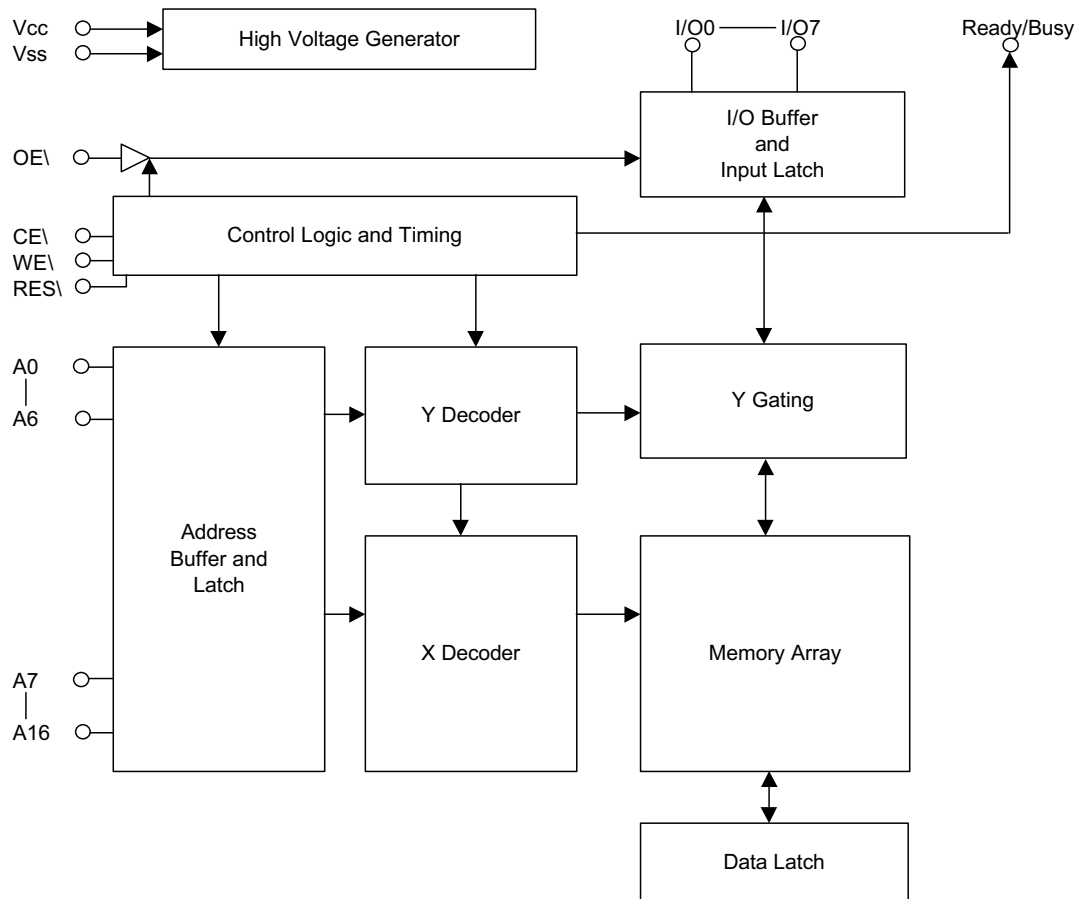 Vcc
Vss
High Voltage Generator
I/O0
I/O7
Ready/Busy
I/O Buffer
and
Input Latch
OE\
Control Logic and Timing
CE\
WE\
RES\
A0
A6
Y Decoder
Y Gating
Address
Buffer and
Latch
X Decoder
Memory Array
A7
A16
Data Latch